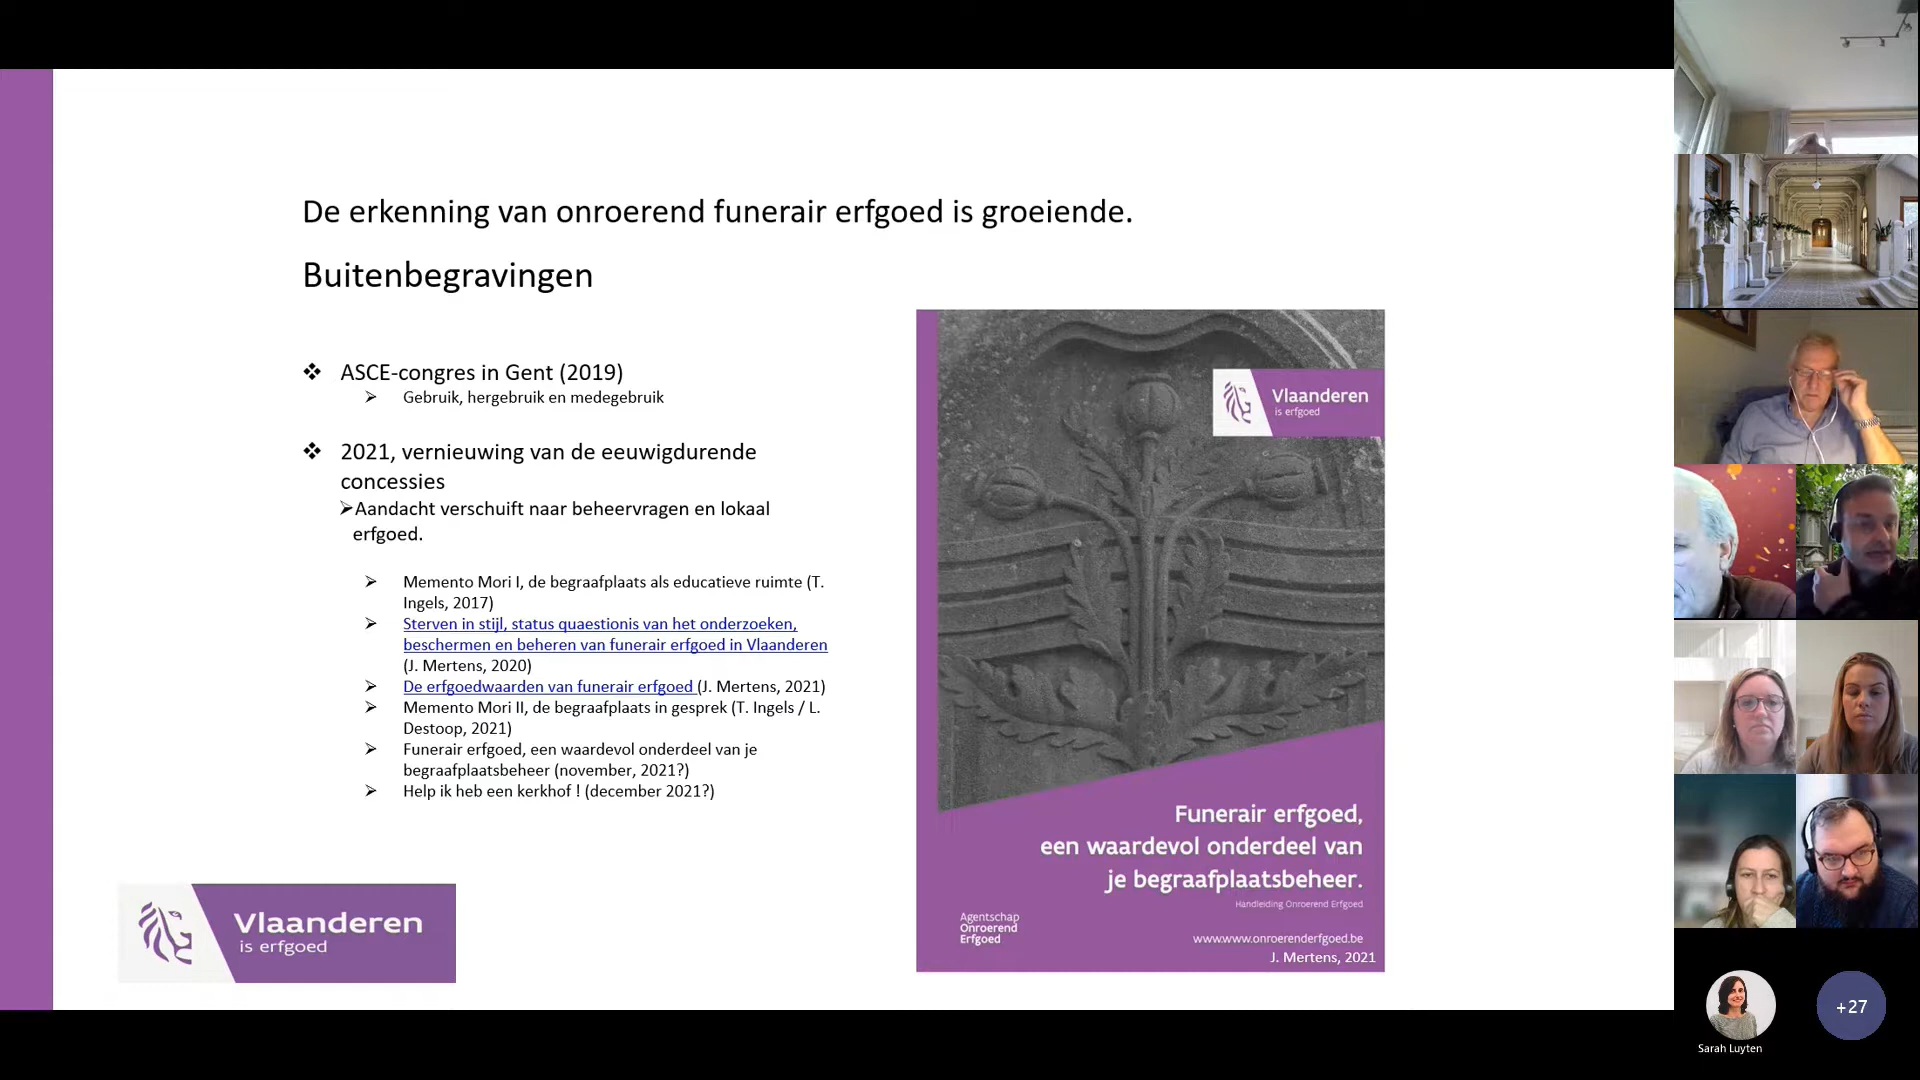 De erkenning van onroerend funerair erfgoed is groeiende.
Buitenbegravingen
❖ ASCE-congres in Gent (2019)
➢ Gebruik, hergebruik en medegebruik
❖ 2021, vernieuwing van de eeuwigdurende
concessies
➢Aandacht verschuift naar beheervragen en lokaal
erfgoed.
➢ Memento Mori I, de begraafplaats als educatieve ruimte (T.
Ingels, 2017)
➢ Sterven in stijl, status quaestionis van het onderzoeken,
beschermen en beheren van funerair erfgoed in Vlaanderen
(J. Mertens, 2020)
➢ De erfgoedwaarden van funerair erfgoed (J. Mertens, 2021)
➢ Memento Mori II, de begraafplaats in gesprek (T. Ingels / L.
Destoop, 2021)
➢ Funerair erfgoed, een waardevol onderdeel van je
begraafplaatsbeheer (november, 2021?)
➢ Help ik heb een kerkhof ! (december 2021?)
Vlaanderen
is erfgoed
Vlaanderen
is erfgoed
Funerair erfgoed,
een waardevol onderdeel van
je begraafplaatsbeheer.
Handleiding Onroerend Erfgoed
Agentschap
Onroerend
Erfgoed
www.www.onroerenderfgoed.be
J. Mertens, 2021
+27
Sarah Luyten